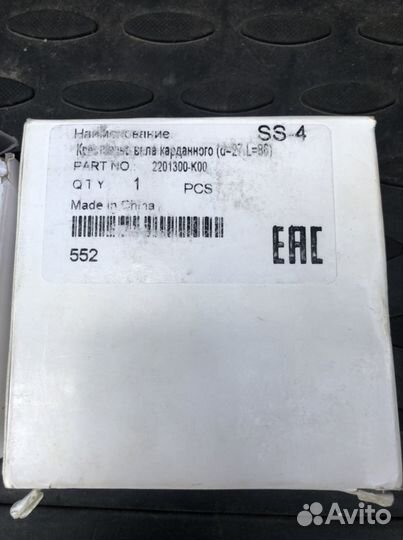 Наименование SS 4
Крестовина вала карданного (d=27,L=86)
PART NO.: 2201300-K00
QTY 1 PCS
Made in China
552
EAC
Avito